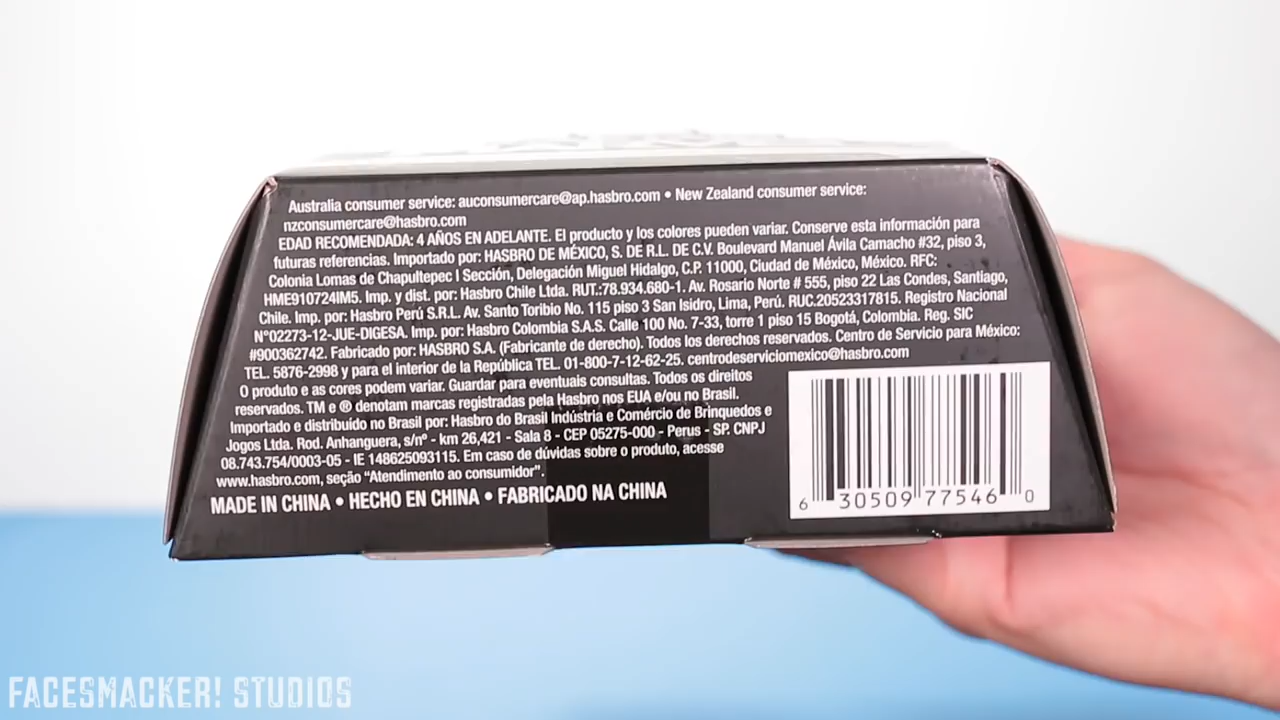 Australia consumer service: auconsumercare@ap.hasbro.com • New Zealand consumer service:
nzconsumercare@hasbro.com
EDAD RECOMENDADA: 4 AÑOS EN ADELANTE. El producto y los colores pueden variar. Conserve esta información para
futuras referencias. Importado por: HASBRO DE MÉXICO, S. DE R.L. DE C.V. Boulevard Manuel Ávila Camacho #32, piso 3,
Colonia Lomas de Chapultepec I Sección, Delegación Miguel Hidalgo, C.P. 11000, Ciudad de México, México. RFC:
HME910724IM5. Imp. y dist. por: Hasbro Chile Ltda. RUT.:78.934.680-1. Av. Rosario Norte # 555, piso 22 Las Condes, Santiago,
Chile. Imp. por: Hasbro Perú S.R.L. Av. Santo Toribio No. 115 piso 3 San Isidro, Lima, Perú. RUC.20523317815. Registro Nacional
N°02273-12-JUE-DIGESA. Imp. por: Hasbro Colombia S.A.S. Calle 100 No. 7-33, torre 1 piso 15 Bogotá, Colombia. Reg. SIC
#900362742. Fabricado por: HASBRO S.A. (Fabricante de derecho). Todos los derechos reservados. Centro de Servicio para México:
TEL. 5876-2998 y para el interior de la República TEL. 01-800-7-12-62-25. centrodeserviciomexico@hasbro.com
O produto e as cores podem variar. Guardar para eventuais consultas. Todos os direitos
reservados. TM e ® denotam marcas registradas pela Hasbro nos EUA e/ou no Brasil.
Importado e distribuído no Brasil por: Hasbro do Brasil Indústria e Comércio de Brinquedos e
Jogos Ltda. Rod. Anhanguera, s/nº - km 26,421 - Sala 8 - CEP 05275-000 - Perus - SP. CNPJ
08.743.754/0003-05 - IE 148625093115. Em caso de dúvidas sobre o produto, acesse
www.hasbro.com, seção “Atendimento ao consumidor”.
MADE IN CHINA • HECHO EN CHINA • FABRICADO NA CHINA
6 30509 77546 0
FACESMACKER! STUDIOS